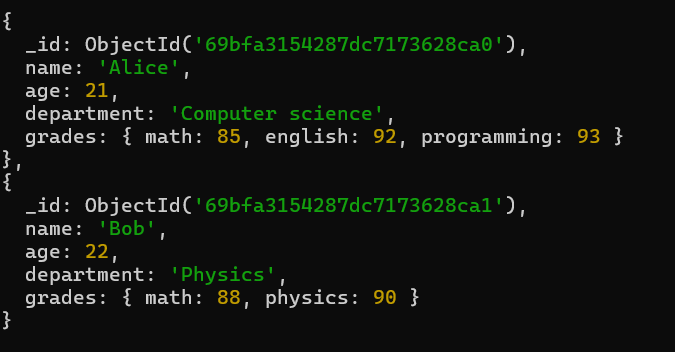 {
  _id: ObjectId('69bfa3154287dc7173628ca0'),
  name: 'Alice',
  age: 21,
  department: 'Computer science',
  grades: { math: 85, english: 92, programming: 93 }
},
{
  _id: ObjectId('69bfa3154287dc7173628ca1'),
  name: 'Bob',
  age: 22,
  department: 'Physics',
  grades: { math: 88, physics: 90 }
}